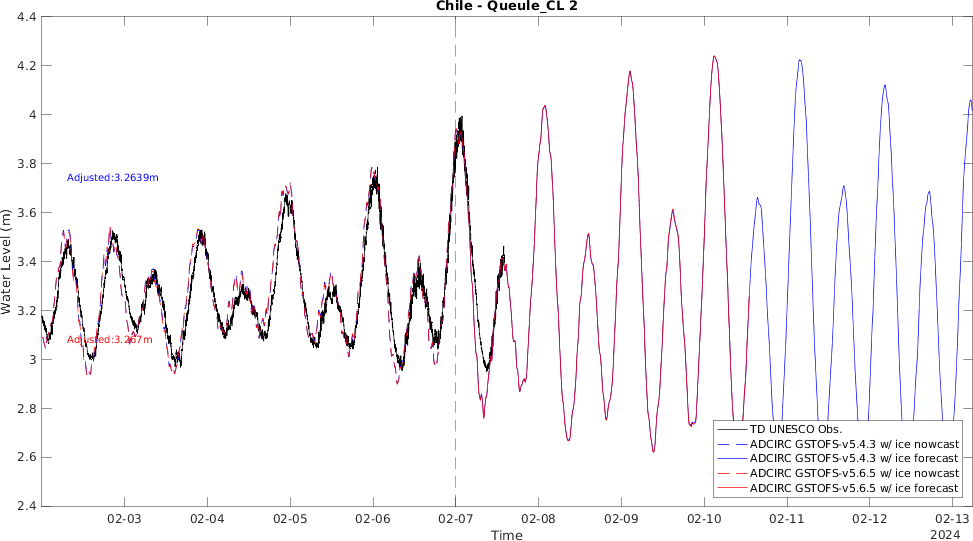 Chile - Queule_CL 2
4.4
4.2
4
3.8
3.6
3.4
3.2
3
2.8
2.6
2.4
Water Level (m)
Adjusted:3.2639m
Adjusted:3.267m
TD UNESCO Obs.
ADCIRC GSTOFS-v5.4.3 w/ ice nowcast
ADCIRC GSTOFS-v5.4.3 w/ ice forecast
ADCIRC GSTOFS-v5.6.5 w/ ice nowcast
ADCIRC GSTOFS-v5.6.5 w/ ice forecast
02-03 02-04 02-05 02-06 02-07 02-08 02-09 02-10 02-11 02-12 02-13
Time
2024